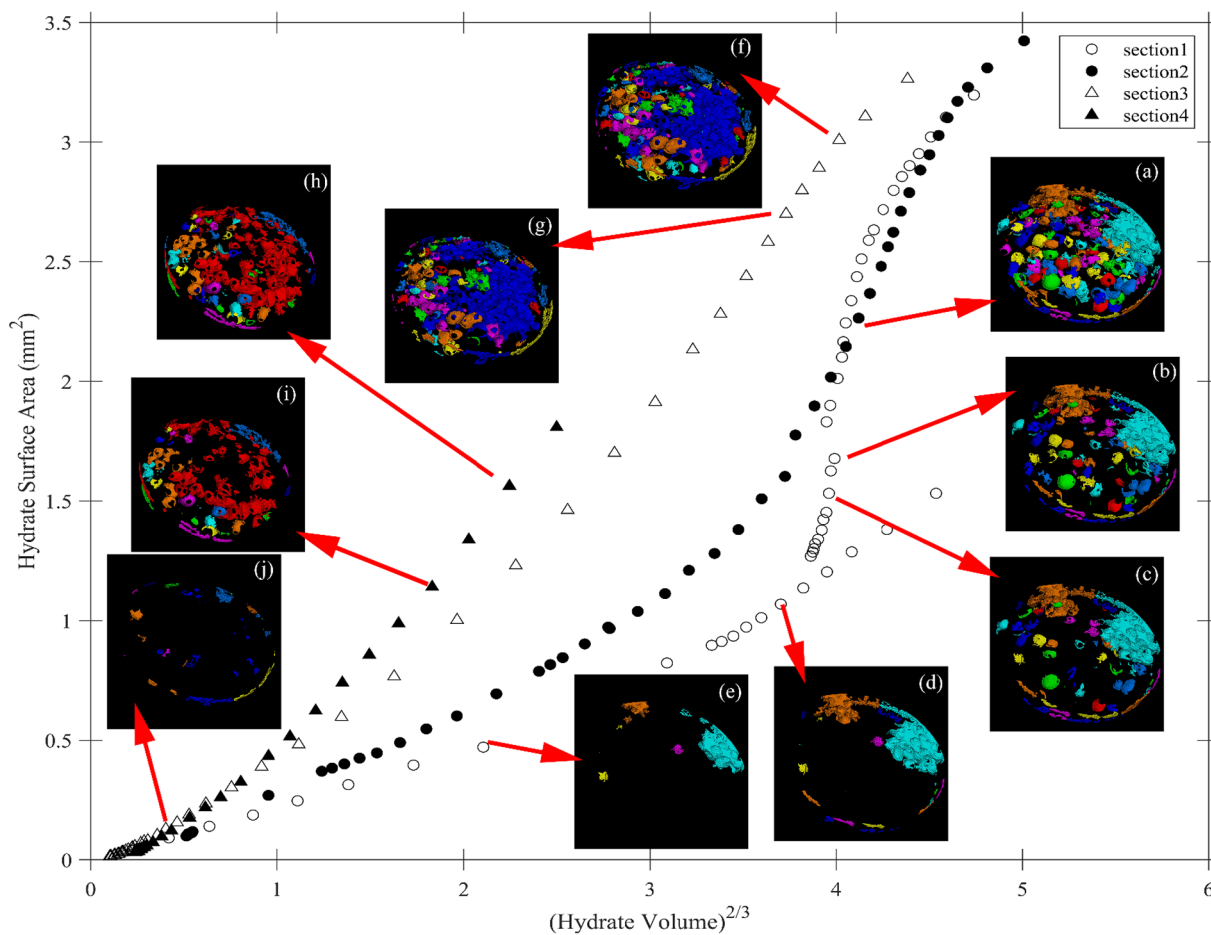 3.5
3
2.5
2
1.5
1
0.5
0
Hydrate Surface Area (mm²)
0
1
2
3
4
5
6
(Hydrate Volume)^{2/3}
section1
section2
section3
section4
(f)
(h)
(g)
(a)
(i)
(b)
(j)
(c)
(e)
(d)